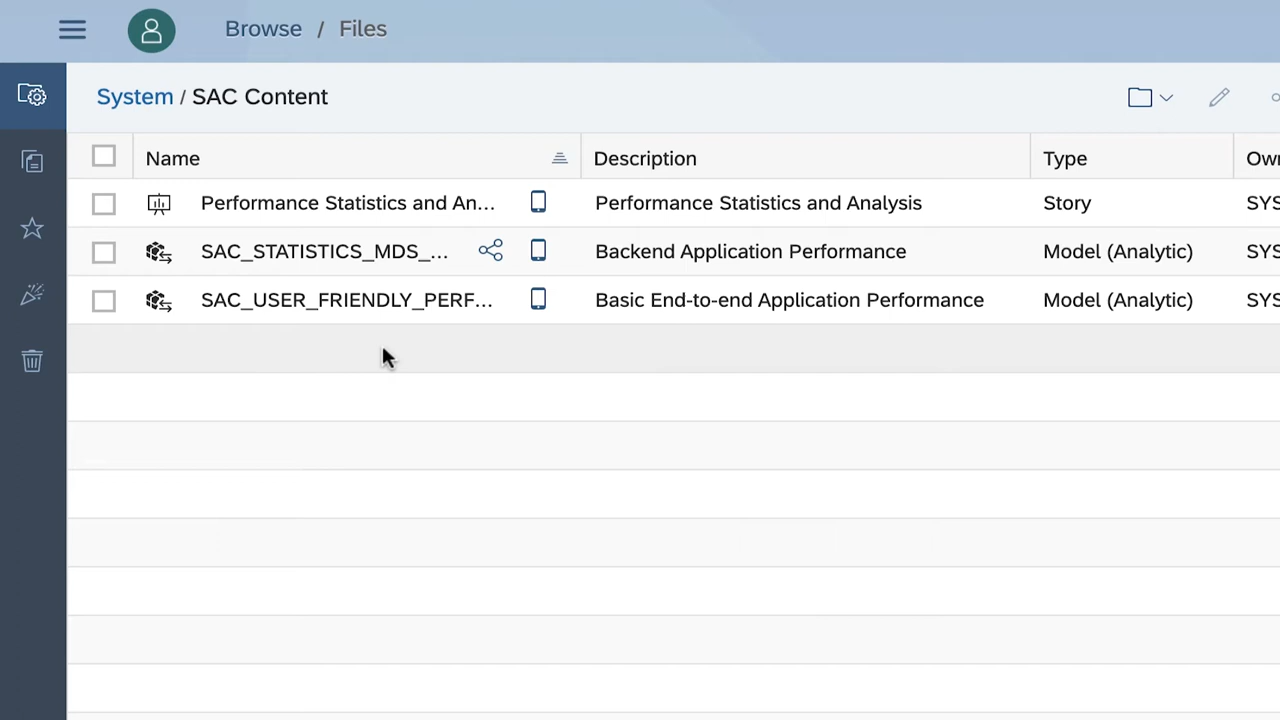 Browse / Files
System / SAC Content
Name Description Type
Performance Statistics and An... Performance Statistics and Analysis Story SYS
SAC_STATISTICS_MDS_... Backend Application Performance Model (Analytic) SYS
SAC_USER_FRIENDLY_PERF... Basic End-to-end Application Performance Model (Analytic) SYS